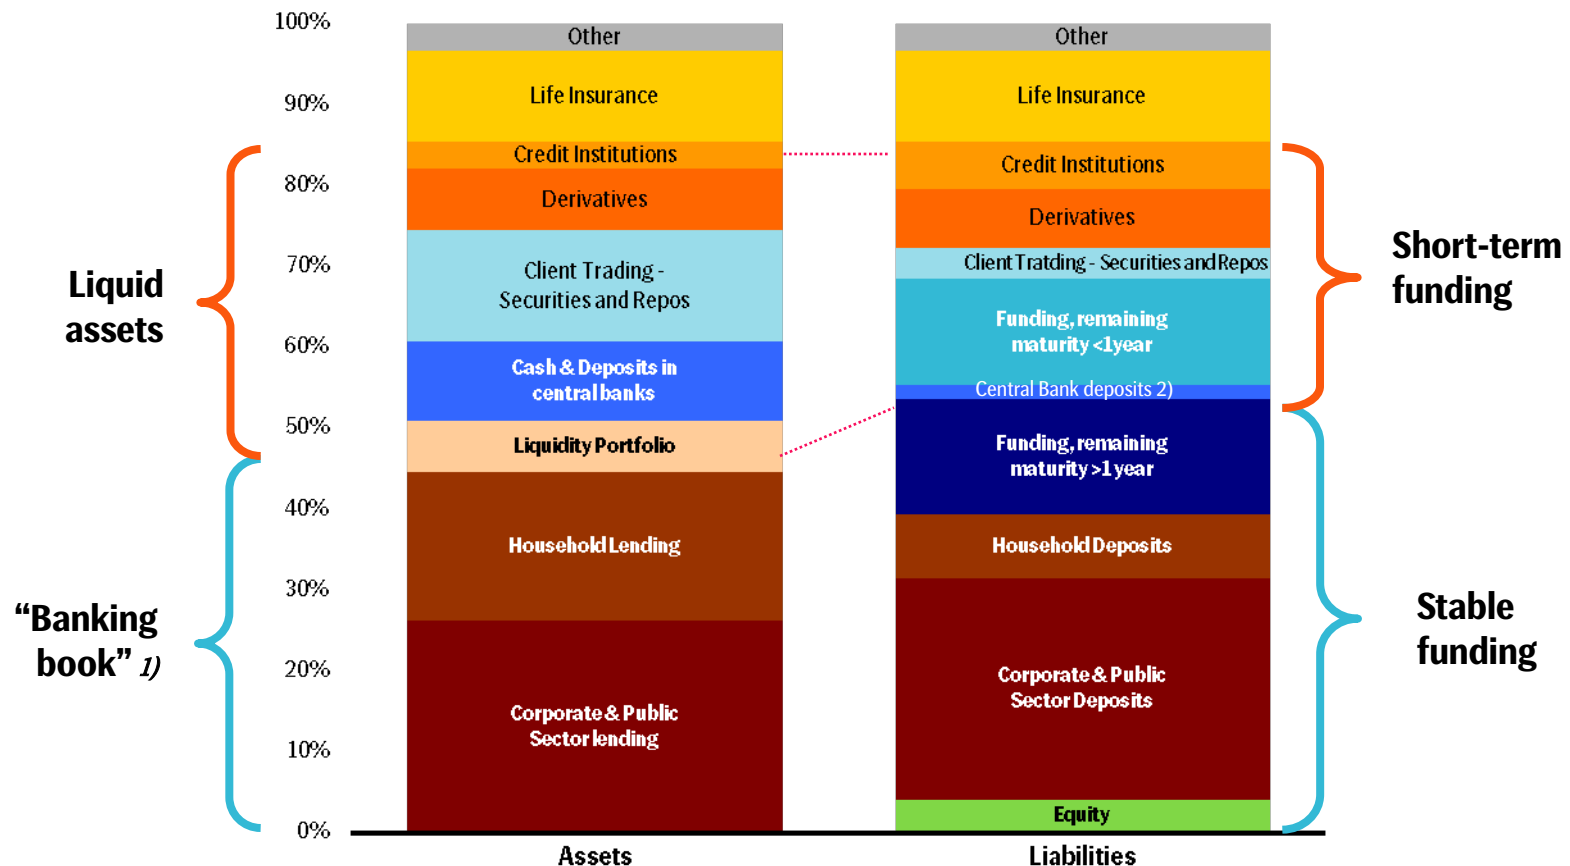 100%
90%
80%
70%
60%
50%
40%
30%
20%
10%
0%
Liquid
assets
“Banking
book” 1)
Other
Life Insurance
Credit Institutions
Derivatives
Client Trading -
Securities and Repos
Cash & Deposits in
central banks
Liquidity Portfolio
Household Lending
Corporate & Public
Sector lending
Assets
Other
Life Insurance
Credit Institutions
Derivatives
Client Tratding - Securities and Repos
Funding, remaining
maturity <1year
Central Bank deposits 2)
Funding, remaining
maturity >1year
Household Deposits
Corporate & Public
Sector Deposits
Equity
Liabilities
Short-term
funding
Stable
funding